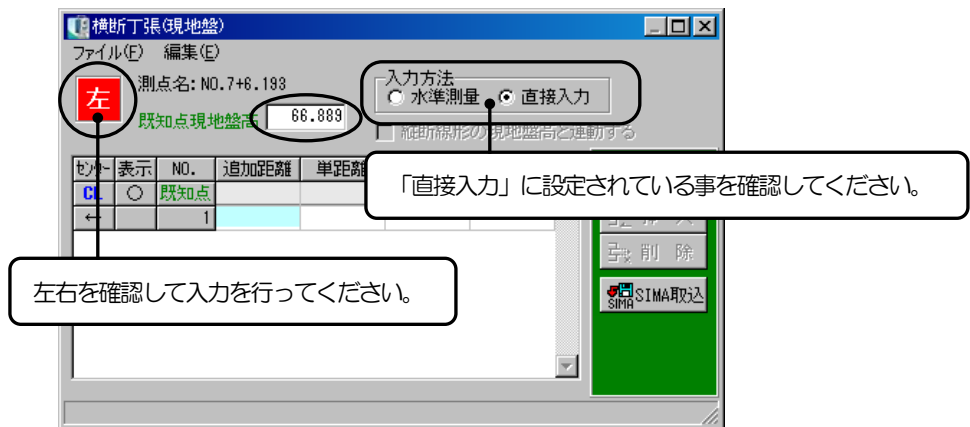 横断丁張(現地盤)
ファイル(F) 編集(E)
左
測点名: NO.7+6.193
既知点現地盤高 66.889
入力方法
水準測量 直接入力
縦断線形の現地盤高と連動する
センター 表示 NO. 追加距離 単距離
CL ○ 既知点
← 1
「直接入力」に設定されている事を確認してください。
削 除
左右を確認して入力を行ってください。
SIMA SIMA取込